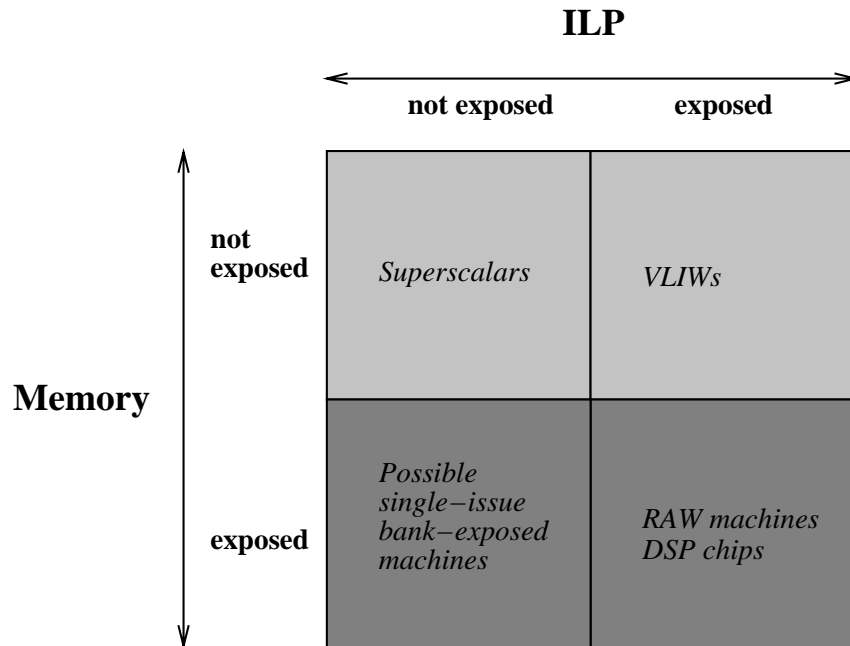 ILP
not exposed
exposed
not
exposed
Superscalars
VLIWs
Memory
exposed
Possible
single−issue
bank−exposed
machines
RAW machines
DSP chips